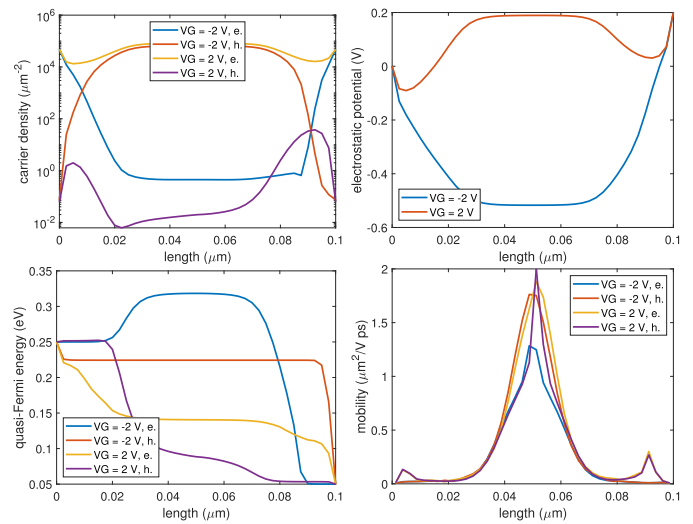 10^6
10^4
10^2
10^0
10^-2
carrier density (μm^-2)
VG = -2 V, e.
VG = -2 V, h.
VG = 2 V, e.
VG = 2 V, h.
0 0.02 0.04 0.06 0.08 0.1
length (μm)
0.2
0
-0.2
-0.4
-0.6
electrostatic potential (V)
VG = -2 V
VG = 2 V
0 0.02 0.04 0.06 0.08 0.1
length (μm)
0.35
0.25
0.15
0.05
quasi-Fermi energy (eV)
VG = -2 V, e.
VG = -2 V, h.
VG = 2 V, e.
VG = 2 V, h.
0 0.02 0.04 0.06 0.08 0.1
length (μm)
2
1.5
1
0.5
0
mobility (μm^2/V ps)
VG = -2 V, e.
VG = -2 V, h.
VG = 2 V, e.
VG = 2 V, h.
0 0.02 0.04 0.06 0.08 0.1
length (μm)